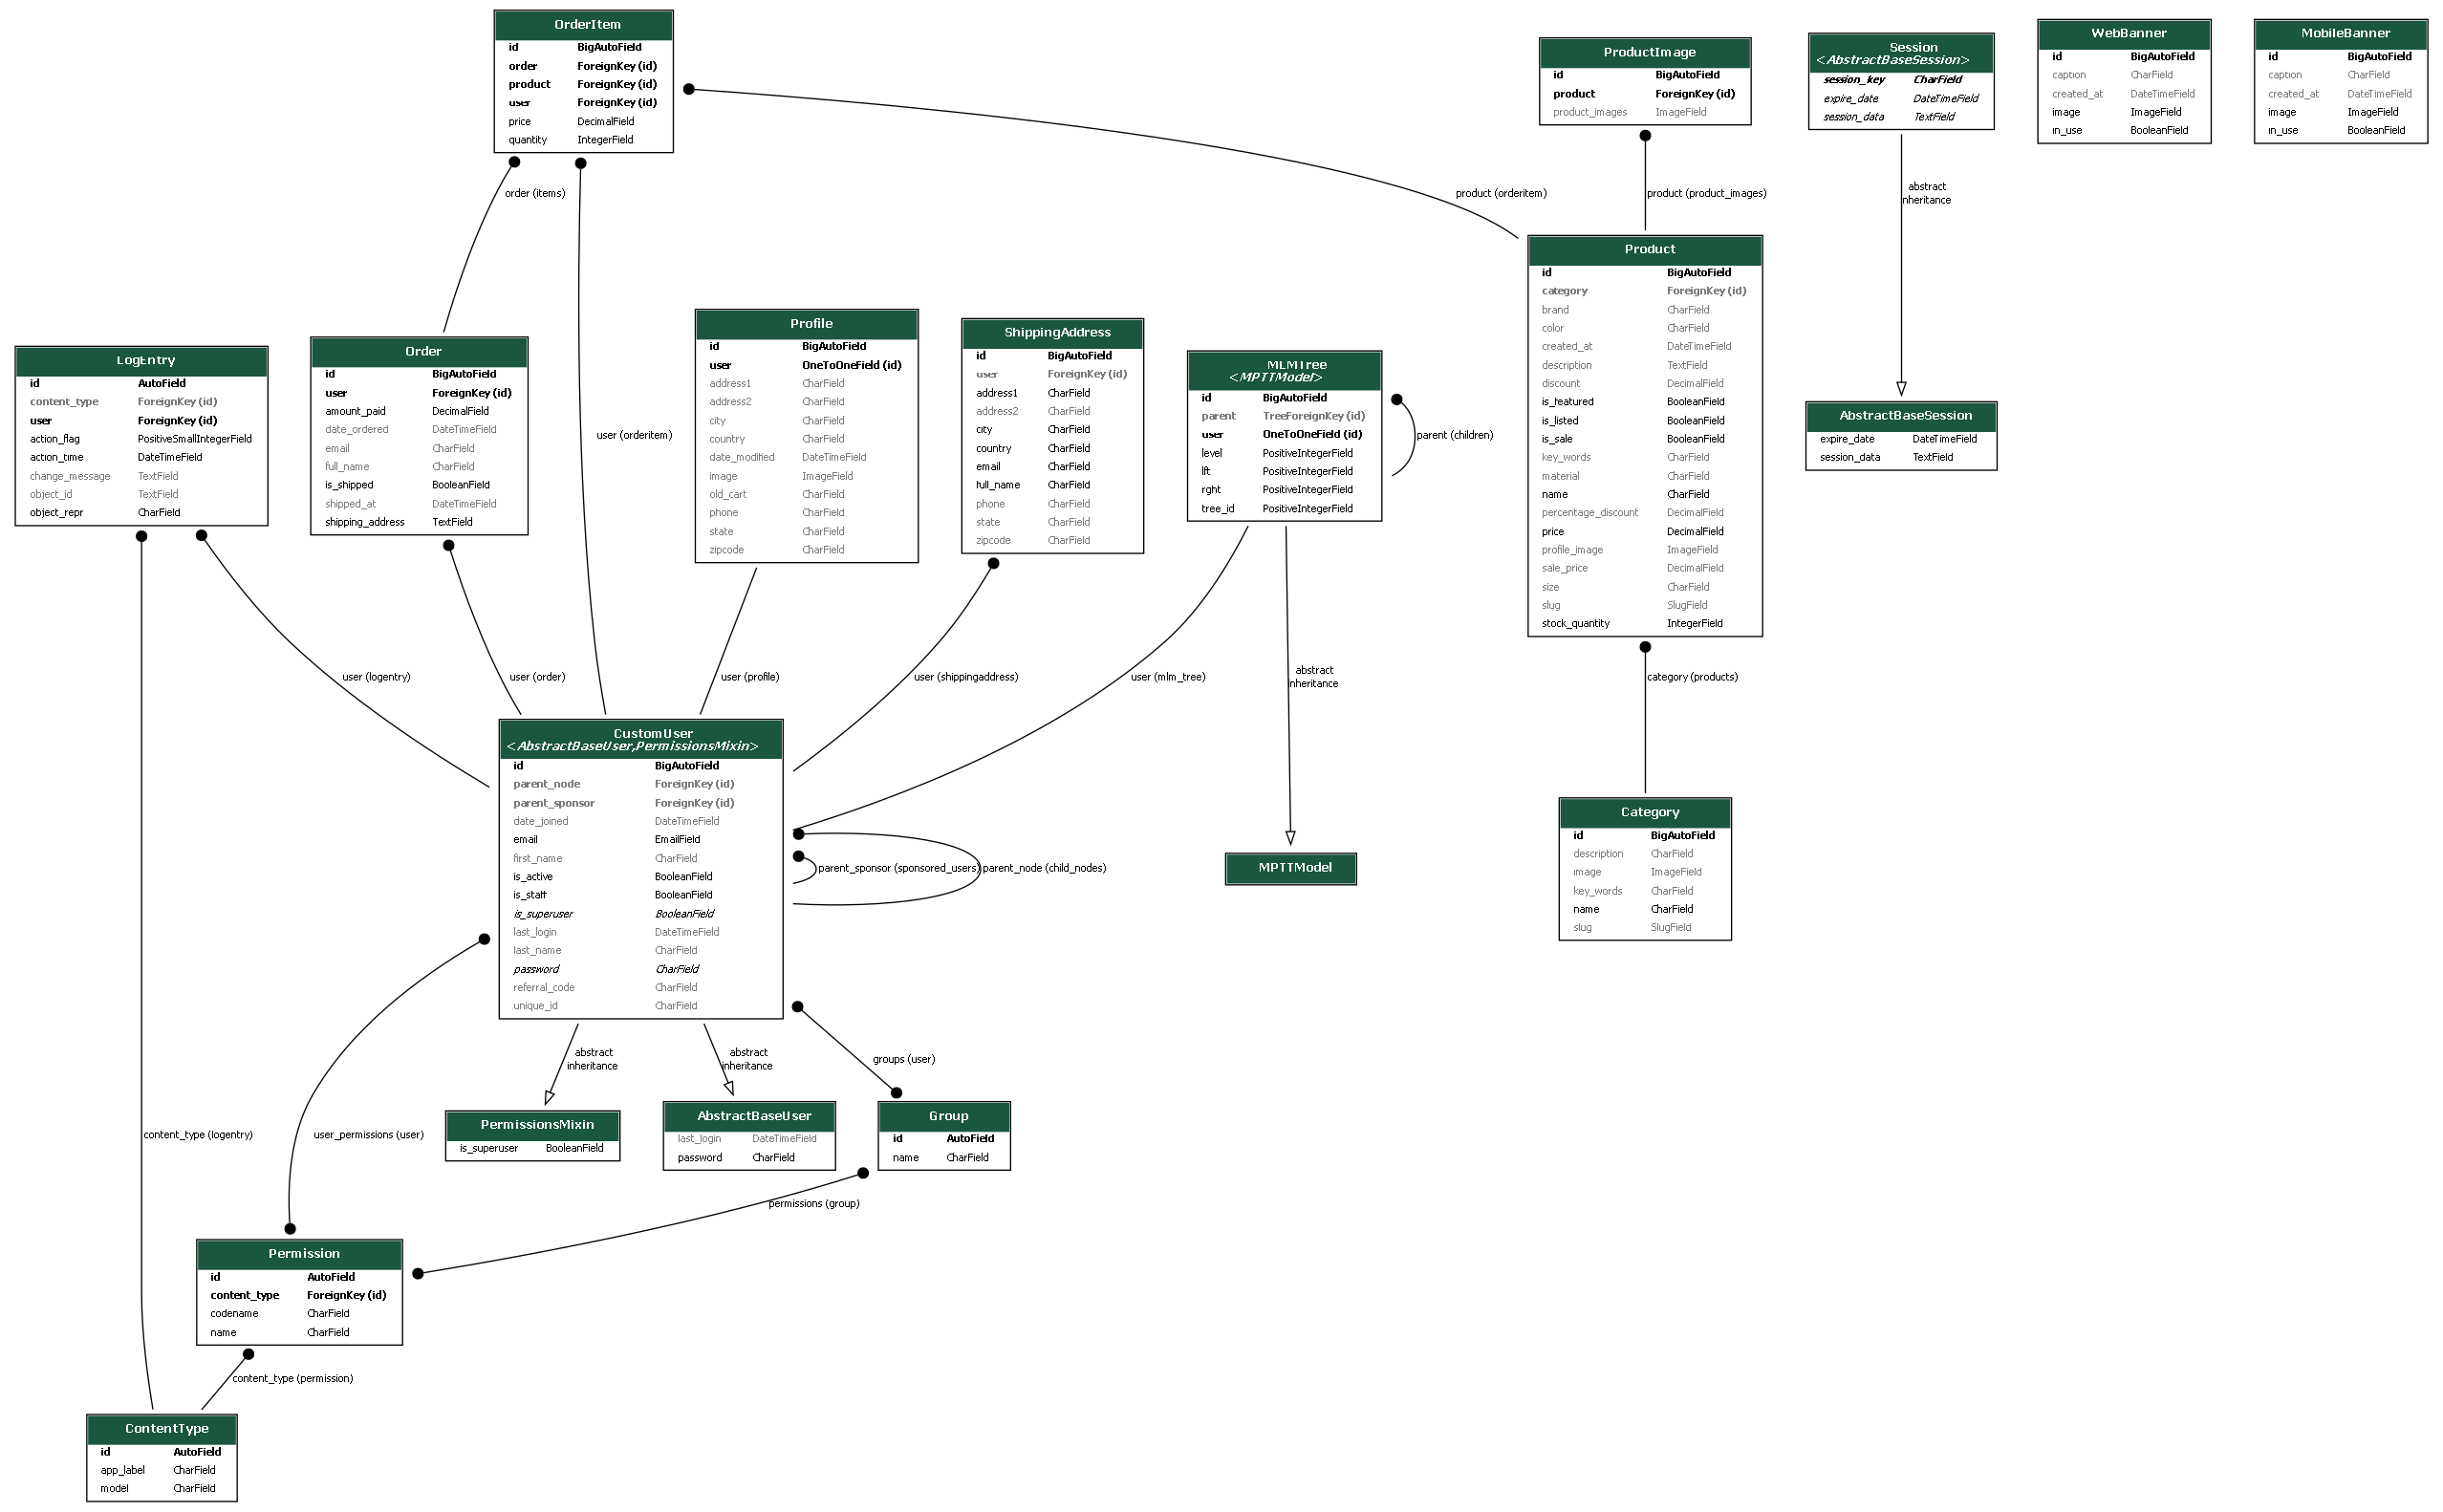 OrderItem
id BigAutoField
order ForeignKey (id)
product ForeignKey (id)
user ForeignKey (id)
price DecimalField
quantity IntegerField
ProductImage
id BigAutoField
product ForeignKey (id)
product_images ImageField
Session
<AbstractBaseSession>
session_key CharField
expire_date DateTimeField
session_data TextField
WebBanner
id BigAutoField
caption CharField
created_at DateTimeField
image ImageField
in_use BooleanField
MobileBanner
id BigAutoField
caption CharField
created_at DateTimeField
image ImageField
in_use BooleanField
order (items)
product (orderitem)
product (product_images)
abstract
inheritance
Product
id BigAutoField
category ForeignKey (id)
brand CharField
color CharField
created_at DateTimeField
description TextField
discount DecimalField
is_featured BooleanField
is_listed BooleanField
is_sale BooleanField
key_words CharField
material CharField
name CharField
percentage_discount DecimalField
price DecimalField
profile_image ImageField
sale_price DecimalField
size CharField
slug SlugField
stock_quantity IntegerField
LogEntry
id AutoField
content_type ForeignKey (id)
user ForeignKey (id)
action_flag PositiveSmallIntegerField
action_time DateTimeField
change_message TextField
object_id TextField
object_repr CharField
Order
id BigAutoField
user ForeignKey (id)
amount_paid DecimalField
date_ordered DateTimeField
email CharField
full_name CharField
is_shipped BooleanField
shipped_at DateTimeField
shipping_address TextField
user (orderitem)
Profile
id BigAutoField
user OneToOneField (id)
address1 CharField
address2 CharField
city CharField
country CharField
date_modified DateTimeField
image ImageField
old_cart CharField
phone CharField
state CharField
zipcode CharField
ShippingAddress
id BigAutoField
user ForeignKey (id)
address1 CharField
address2 CharField
city CharField
country CharField
email CharField
full_name CharField
phone CharField
state CharField
zipcode CharField
MLMTree
<MPTTModel>
id BigAutoField
parent TreeForeignKey (id)
user OneToOneField (id)
level PositiveIntegerField
lft PositiveIntegerField
rght PositiveIntegerField
tree_id PositiveIntegerField
parent (children)
AbstractBaseSession
expire_date DateTimeField
session_data TextField
user (logentry)
user (order)
user (profile)
user (shippingaddress)
user (mlm_tree)
abstract
inheritance
category (products)
CustomUser
<AbstractBaseUser,PermissionsMixin>
id BigAutoField
parent_node ForeignKey (id)
parent_sponsor ForeignKey (id)
date_joined DateTimeField
email EmailField
first_name CharField
is_active BooleanField
is_staff BooleanField
is_superuser BooleanField
last_login DateTimeField
last_name CharField
password CharField
referral_code CharField
unique_id CharField
parent_sponsor (sponsored_users)
parent_node (child_nodes)
MPTTModel
Category
id BigAutoField
description CharField
image ImageField
key_words CharField
name CharField
slug SlugField
abstract
inheritance
abstract
inheritance
groups (user)
content_type (logentry)
user_permissions (user)
PermissionsMixin
is_superuser BooleanField
AbstractBaseUser
last_login DateTimeField
password CharField
Group
id AutoField
name CharField
permissions (group)
Permission
id AutoField
content_type ForeignKey (id)
codename CharField
name CharField
content_type (permission)
ContentType
id AutoField
app_label CharField
model CharField